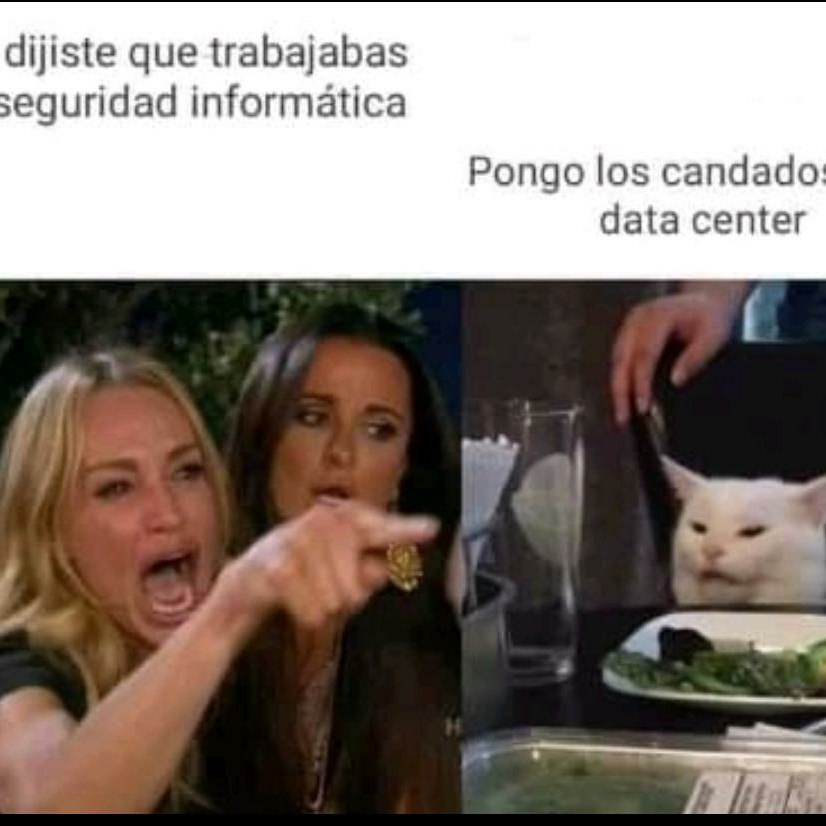 dijiste que trabajabas
seguridad informática
Pongo los candados
data center